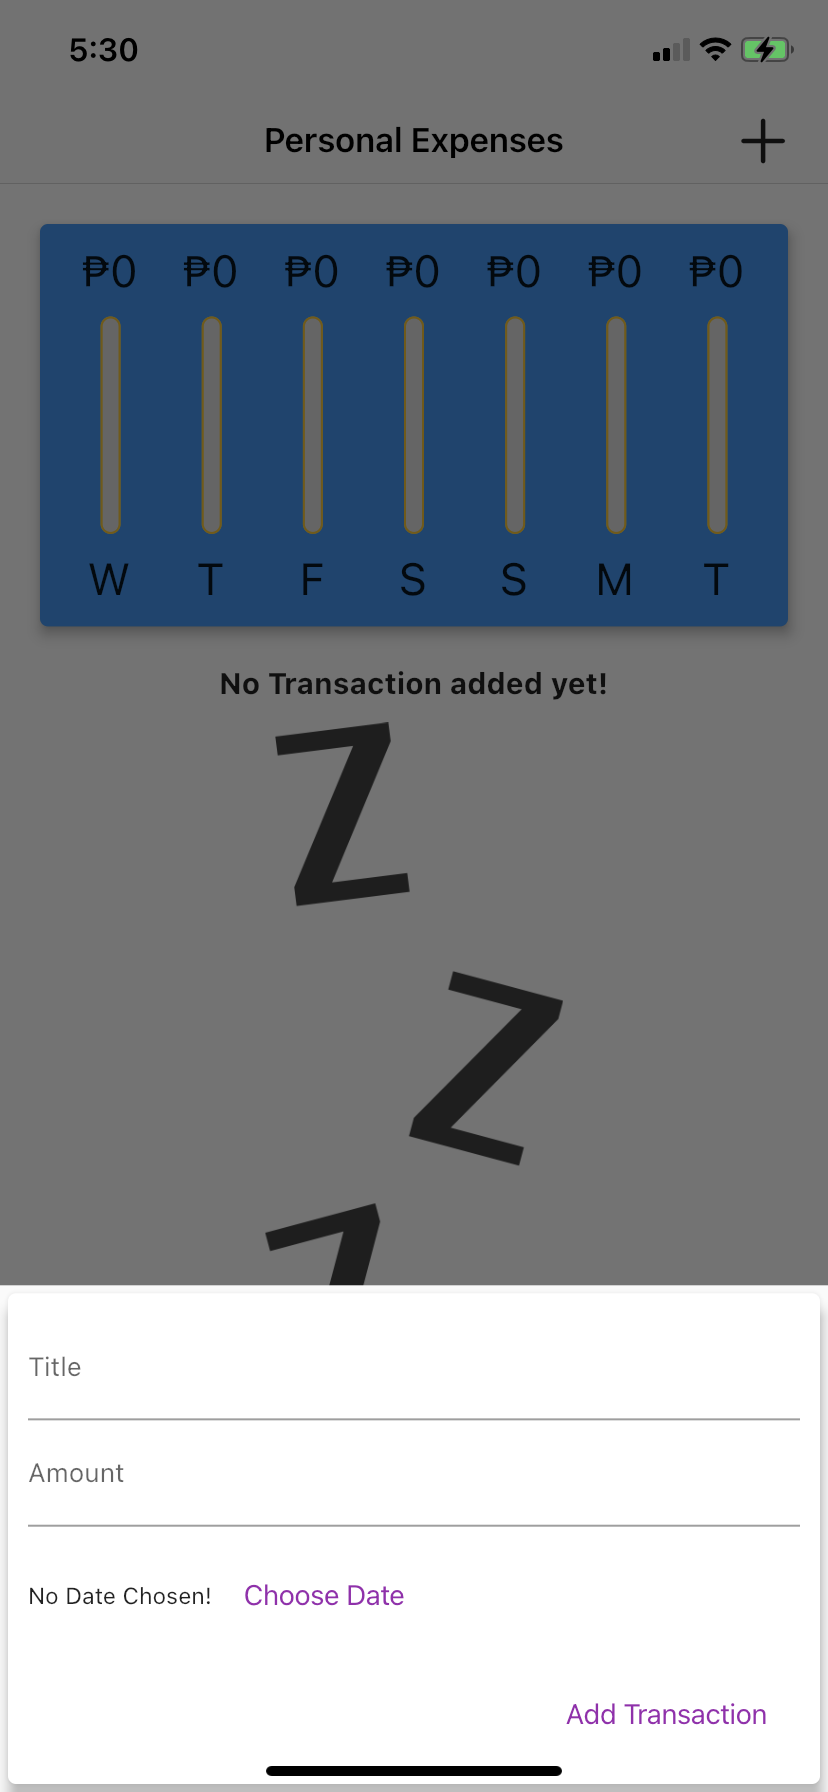 5:30
Personal Expenses
₱0 ₱0 ₱0 ₱0 ₱0 ₱0 ₱0
W T F S S M T
No Transaction added yet!
Z
Z
Z
Title
Amount
No Date Chosen! Choose Date
Add Transaction